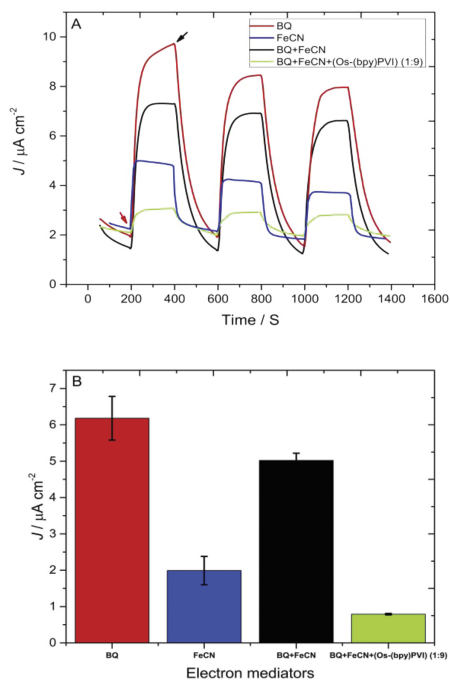 A
BQ
FeCN
BQ+FeCN
BQ+FeCN+(Os-(bpy)PVI) (1:9)
10
8
6
4
2
0
J / µA cm-2
0 200 400 600 800 1000 1200 1400 1600
Time / S
B
7
6
5
4
3
2
1
0
J / µA cm-2
BQ FeCN BQ+FeCN BQ+FeCN+(Os-(bpy)PVI) (1:9)
Electron mediators